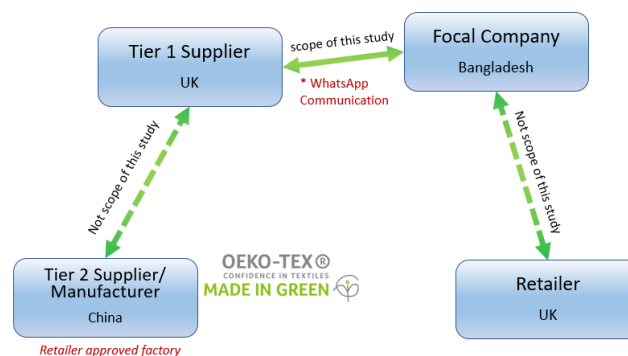 Tier 1 Supplier
UK
scope of this study
* WhatsApp
Communication
Focal Company
Bangladesh
Not scope of this study
Not scope of this study
Tier 2 Supplier/
Manufacturer
China
Retailer approved factory
OEKO-TEX®
CONFIDENCE IN TEXTILES
MADE IN GREEN
Retailer
UK